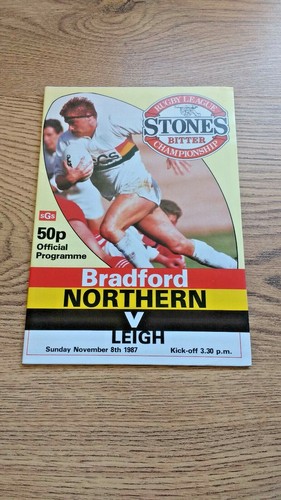 RUGBY LEAGUE
STONES
BITTER
CHAMPIONSHIP
SGS
50p
Official
Programme
Bradford
NORTHERN
V
LEIGH
Sunday November 8th 1987 Kick-off 3.30 p.m.